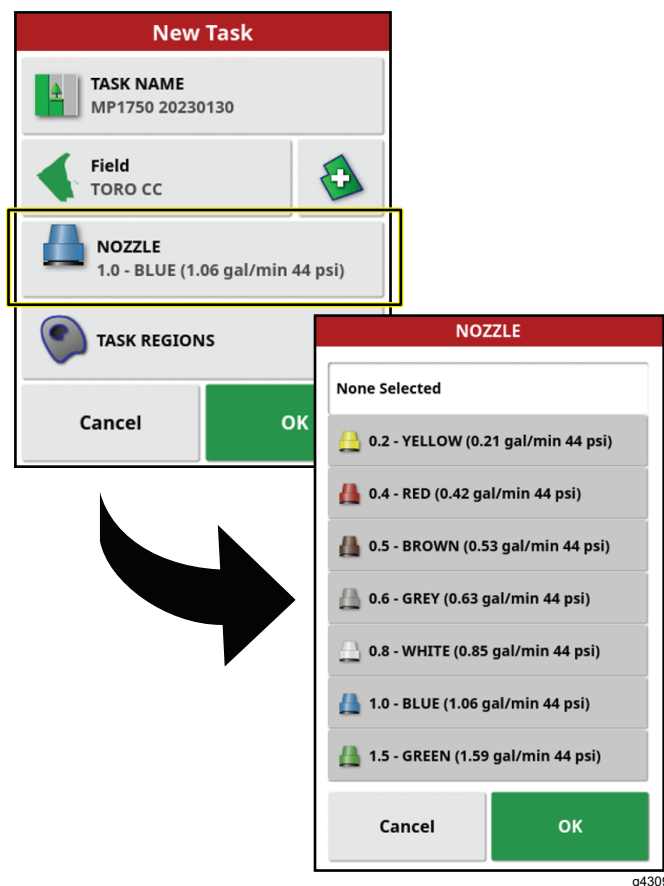 New Task
TASK NAME
MP1750 20230130
Field
TORO CC
NOZZLE
1.0 - BLUE (1.06 gal/min 44 psi)
TASK REGIONS
Cancel
OK
NOZZLE
None Selected
0.2 - YELLOW (0.21 gal/min 44 psi)
0.4 - RED (0.42 gal/min 44 psi)
0.5 - BROWN (0.53 gal/min 44 psi)
0.6 - GREY (0.63 gal/min 44 psi)
0.8 - WHITE (0.85 gal/min 44 psi)
1.0 - BLUE (1.06 gal/min 44 psi)
1.5 - GREEN (1.59 gal/min 44 psi)
Cancel
OK